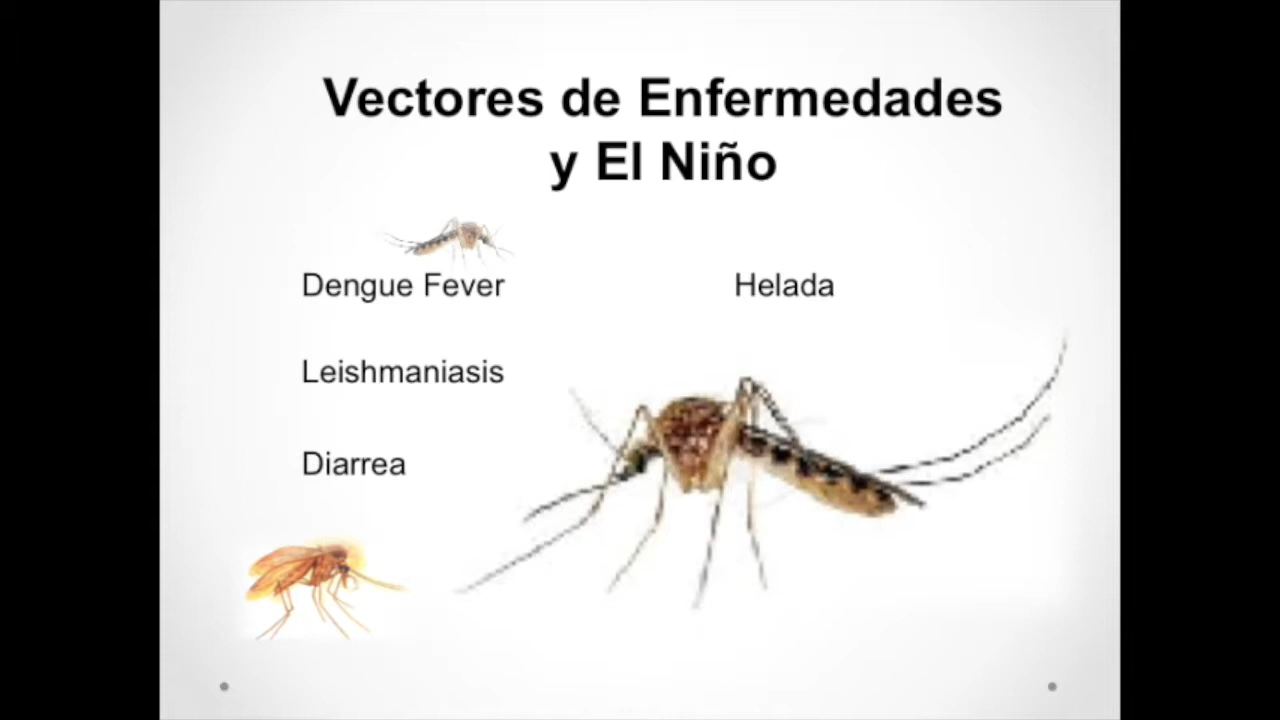 Vectores de Enfermedades
y El Niño
Dengue Fever
Helada
Leishmaniasis
Diarrea